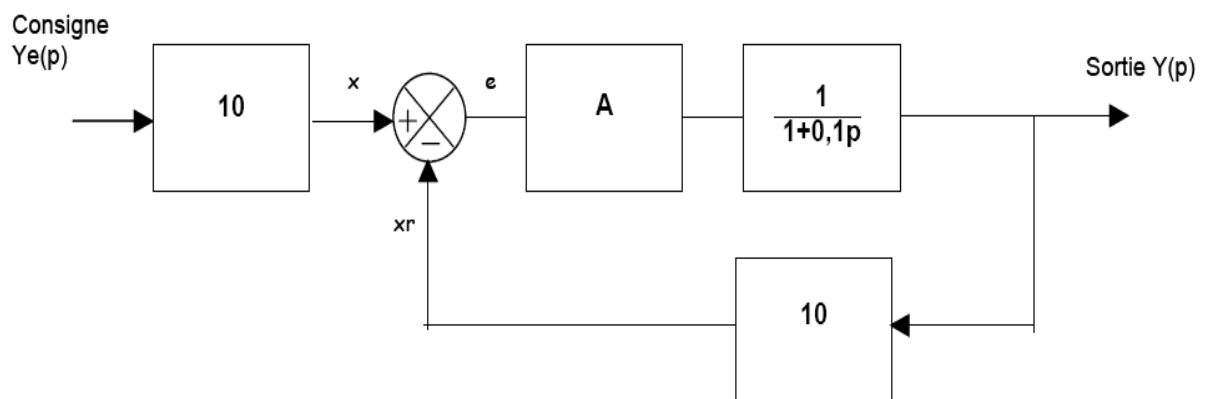 Consigne
Ye(p)
10
x
+
−
e
A
1
1+0,1p
Sortie Y(p)
xr
10